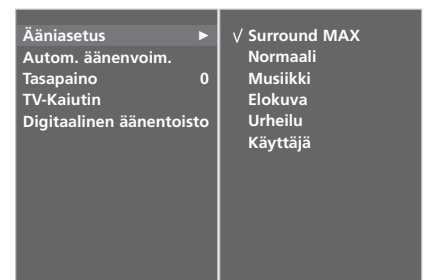 Ääniasetus ►
Autom. äänenvoim.
Tasapaino 0
TV-Kaiutin
Digitaalinen äänentoisto
√ Surround MAX
Normaali
Musiikki
Elokuva
Urheilu
Käyttäjä